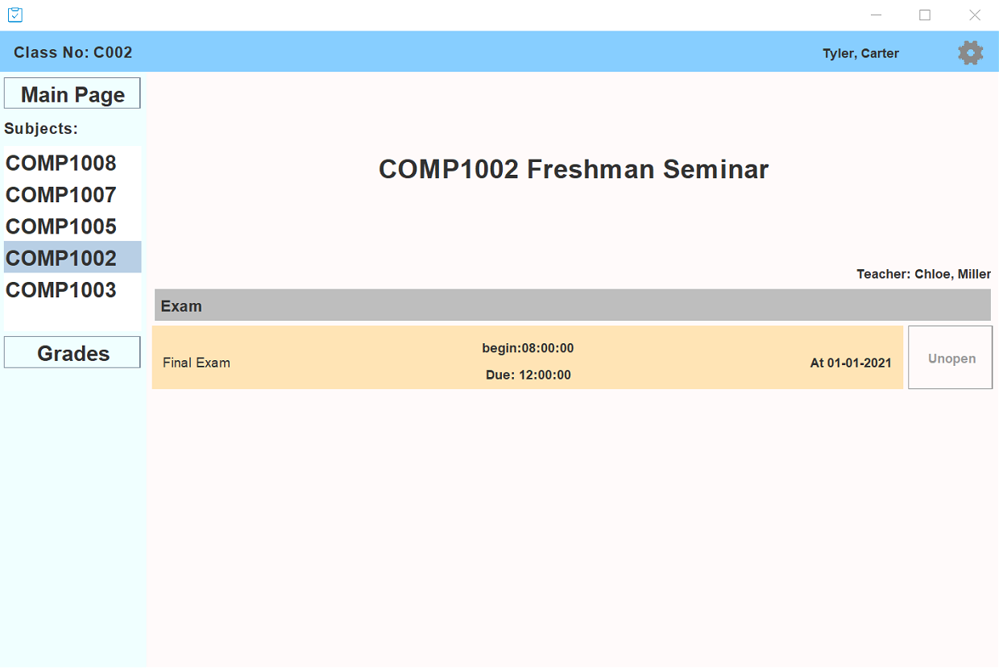 Class No: C002
Tyler, Carter
Main Page
Subjects:
COMP1008
COMP1007
COMP1005
COMP1002
COMP1003
Grades
COMP1002 Freshman Seminar
Teacher: Chloe, Miller
Exam
Final Exam
begin:08:00:00
Due: 12:00:00
At 01-01-2021
Unopen